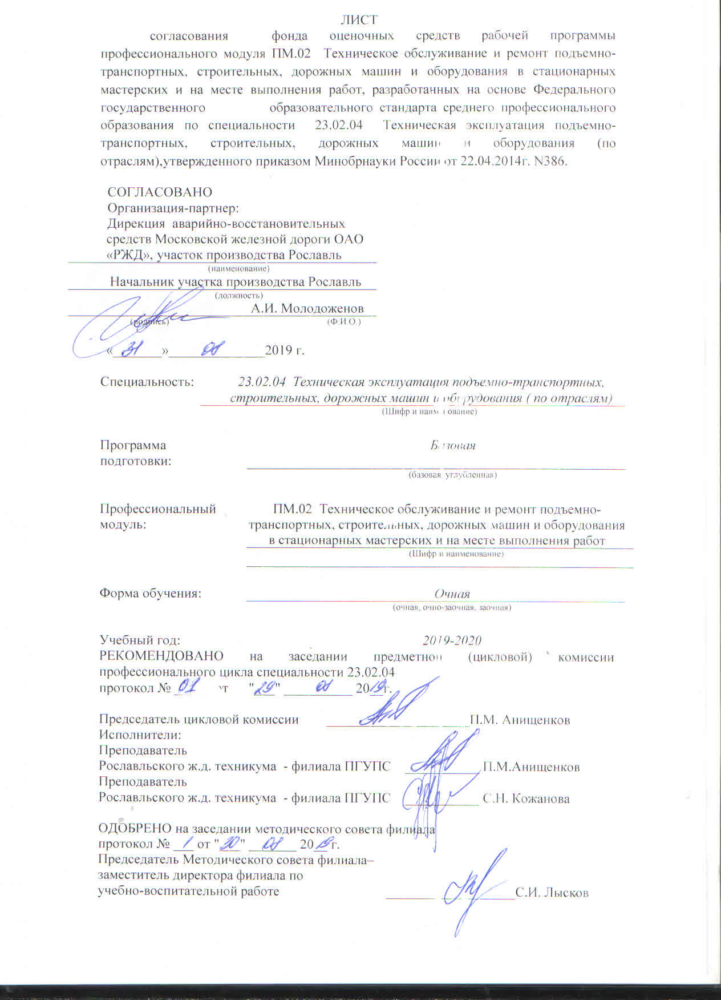 ЛИСТ
согласования фонда оценочных средств рабочей программы
профессионального модуля ПМ.02 Техническое обслуживание и ремонт подъемно-
транспортных, строительных, дорожных машин и оборудования в стационарных
мастерских и на месте выполнения работ, разработанных на основе Федерального
государственного образовательного стандарта среднего профессионального
образования по специальности 23.02.04 Техническая эксплуатация подъемно-
транспортных, строительных, дорожных машин и оборудования (по
отраслям),утвержденного приказом Минобрнауки России от 22.04.2014г. N386.
СОГЛАСОВАНО
Организация-партнер:
Дирекция аварийно-восстановительных
средств Московской железной дороги ОАО
«РЖД», участок производства Рославль
(наименование)
Начальник участка производства Рославль
(должность)
А.И. Молодоженов
(подпись) (Ф.И.О.)
«31» 08 2019 г.
Специальность: 23.02.04 Техническая эксплуатация подъемно-транспортных,
строительных, дорожных машин и оборудования ( по отраслям)
(Шифр и наименование)
Программа Базовая
подготовки:
(базовая углубленная)
Профессиональный ПМ.02 Техническое обслуживание и ремонт подъемно-
модуль: транспортных, строительных, дорожных машин и оборудования
в стационарных мастерских и на месте выполнения работ
(Шифр и наименование)
Форма обучения: Очная
(очная, очно-заочная, заочная)
Учебный год: 2019-2020
РЕКОМЕНДОВАНО на заседании предметной (цикловой) комиссии
профессионального цикла специальности 23.02.04
протокол № 01 от "29" 08 2019г.
Председатель цикловой комиссии П.М. Анищенков
Исполнители:
Преподаватель
Рославльского ж.д. техникума - филиала ПГУПС П.М.Анищенков
Преподаватель
Рославльского ж.д. техникума - филиала ПГУПС С.Н. Кожанова
ОДОБРЕНО на заседании методического совета филиала
протокол № 1 от "30" 08 2019 г.
Председатель Методического совета филиала–
заместитель директора филиала по
учебно-воспитательной работе С.И. Лысков